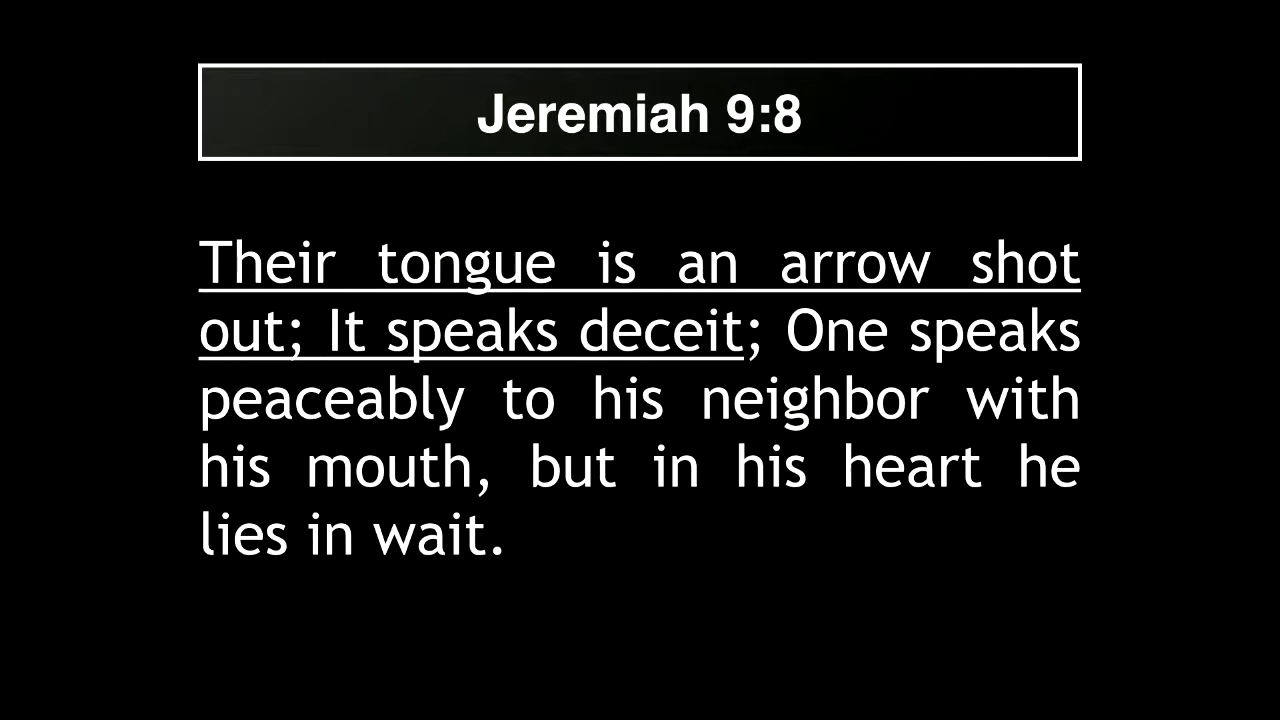 Jeremiah 9:8
Their tongue is an arrow shot
out; It speaks deceit; One speaks
peaceably to his neighbor with
his mouth, but in his heart he
lies in wait.